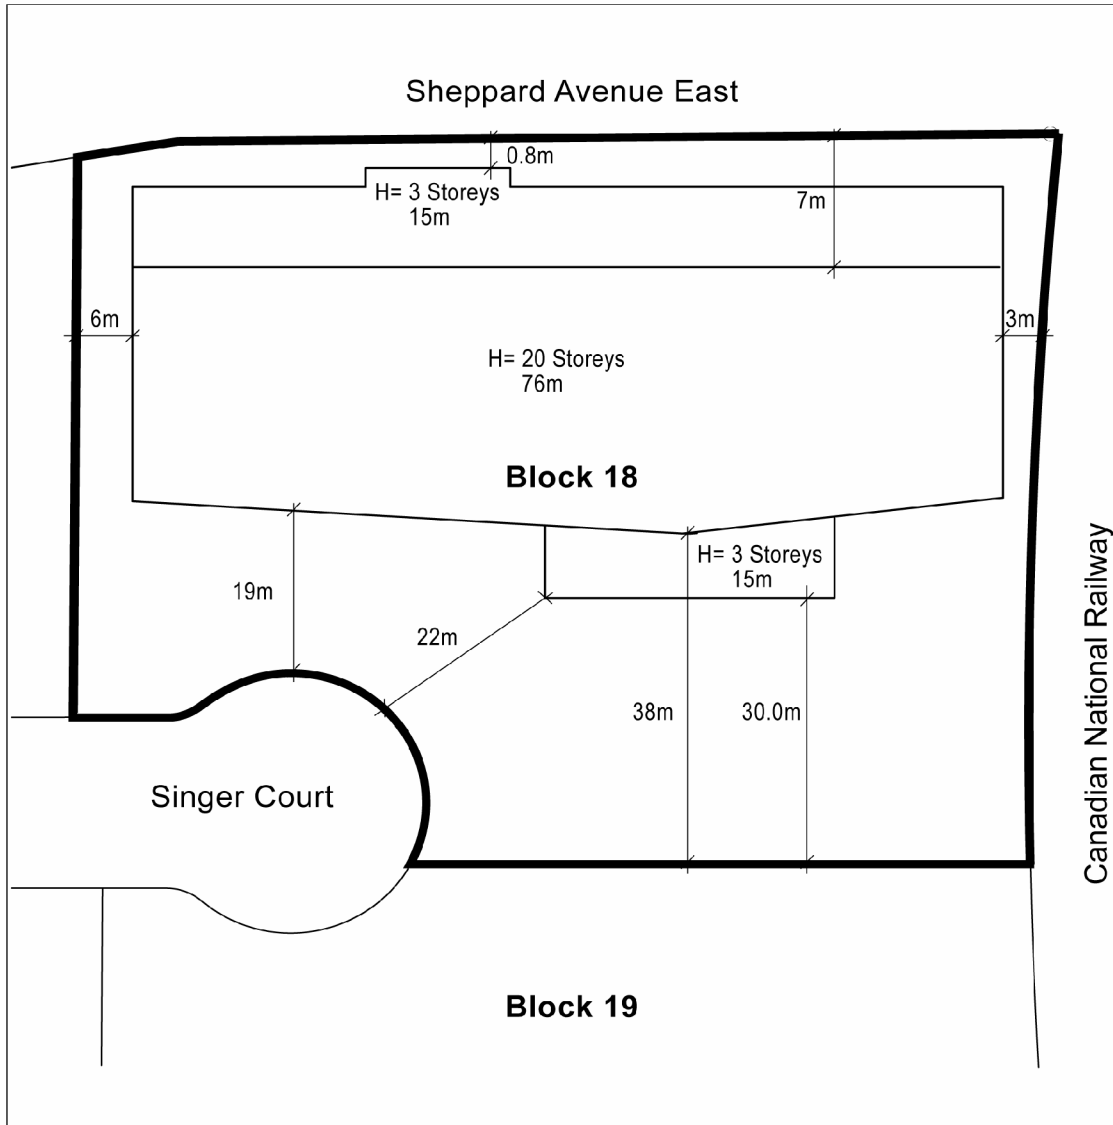 Sheppard Avenue East
0.8m
H= 3 Storeys
15m
7m
6m
3m
H= 20 Storeys
76m
Block 18
H= 3 Storeys
15m
19m
22m
38m
30.0m
Singer Court
Canadian National Railway
Block 19